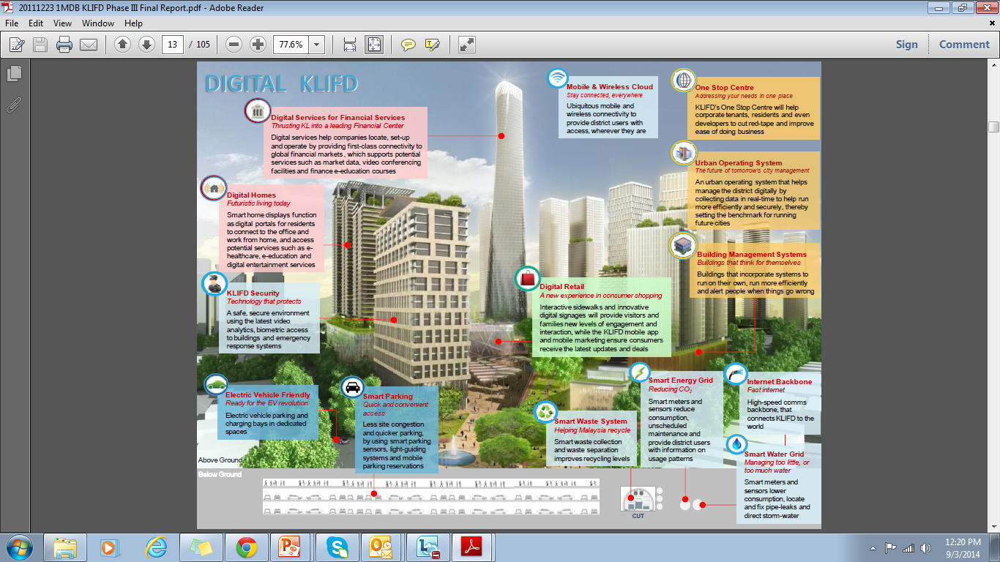 20111223 1MDB KLIFD Phase III Final Report.pdf - Adobe Reader
File Edit View Window Help
13 / 105 77.6% Sign Comment
DIGITAL KLIFD
Digital Services for Financial Services
Thrusting KL into a leading Financial Center
Digital services help companies locate, set-up
and operate by providing first-class connectivity to
global financial markets, which supports potential
services such as market data, video conferencing
facilities and finance e-education courses
Mobile & Wireless Cloud
Stay connected, everywhere
Ubiquitous mobile and
wireless connectivity to
provide district users with
access, wherever they are
One Stop Centre
Addressing your needs in one place
KLIFD's One Stop Centre will help
corporate tenants, residents and even
developers to cut red-tape and improve
ease of doing business
Urban Operating System
The future of tomorrow's city management
An urban operating system that helps
manage the district digitally by
collecting data in real-time to help run
more efficiently and securely, thereby
setting the benchmark for running
future cities
Digital Homes
Futuristic living today
Smart home displays function
as digital portals for residents
to connect to the office and
work from home, and access
potential services such as e-
healthcare, e-education and
digital entertainment services
Building Management Systems
Buildings that think for themselves
Buildings that incorporate systems to
run on their own, run more efficiently
and alert people when things go wrong
KLIFD Security
Technology that protects
A safe, secure environment
using the latest video
analytics, biometric access
to buildings and emergency
response systems
Digital Retail
A new experience in consumer shopping
Interactive sidewalks and innovative
digital signages will provide visitors and
families new levels of engagement and
interaction, while the KLIFD mobile app
and mobile marketing ensure consumers
receive the latest updates and deals
Electric Vehicle Friendly
Ready for the EV revolution
Electric vehicle parking and
charging bays in dedicated
spaces
Smart Parking
Quick and convenient
access
Less site congestion
and quicker parking,
by using smart parking
sensors, light-guiding
systems and mobile
parking reservations
Smart Waste System
Helping Malaysia recycle
Smart waste collection
and waste separation
improves recycling levels
Smart Energy Grid
Reducing CO2
Smart meters and
sensors reduce
consumption,
unscheduled
maintenance and
provide district users
with information on
usage patterns
Internet Backbone
Fast internet
High-speed comms
backbone, that
connects KLIFD to the
world
Smart Water Grid
Managing too little, or
too much water
Smart meters and
sensors lower
consumption, locate
and fix pipe-leaks and
direct storm-water
Above Ground
Below Ground
CUT
12:20 PM
9/3/2014